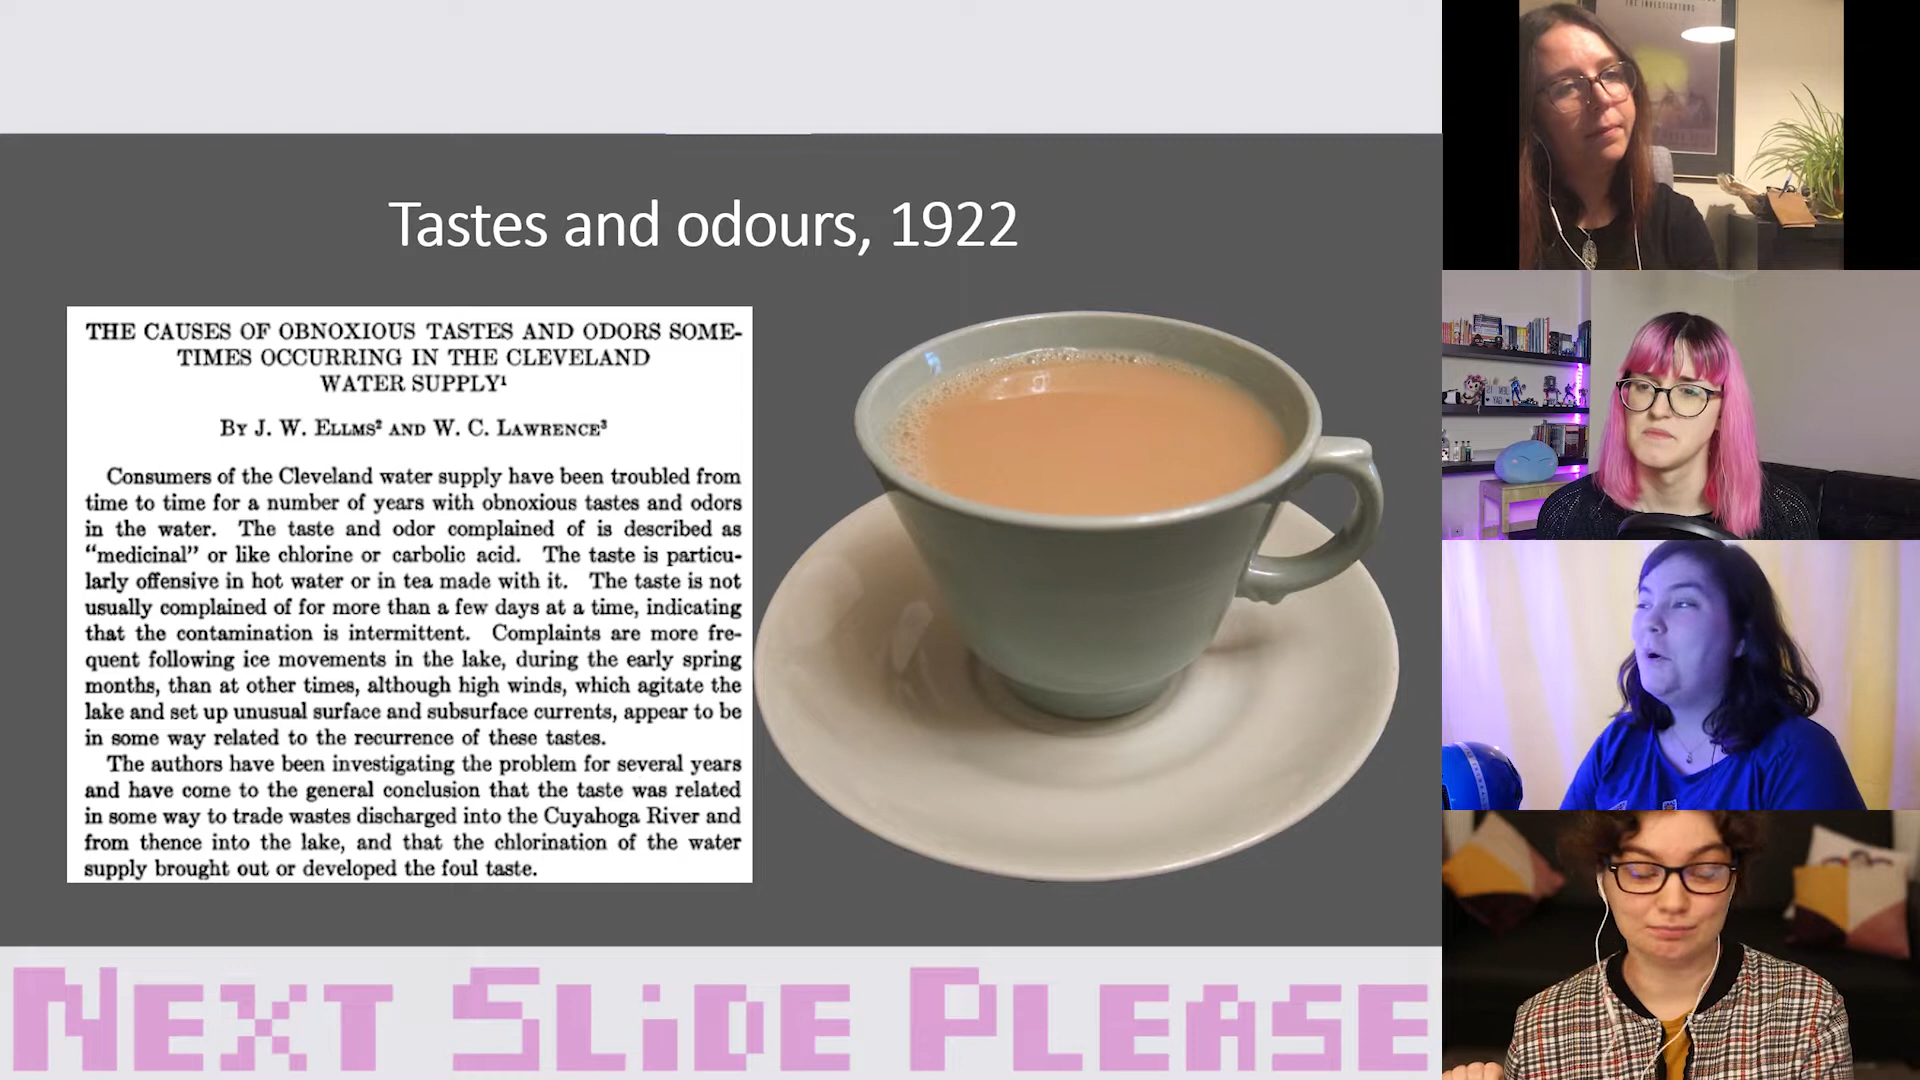 Tastes and odours, 1922
THE CAUSES OF OBNOXIOUS TASTES AND ODORS SOME-
TIMES OCCURRING IN THE CLEVELAND
WATER SUPPLY¹
BY J. W. ELLMS² AND W. C. LAWRENCE³
Consumers of the Cleveland water supply have been troubled from
time to time for a number of years with obnoxious tastes and odors
in the water. The taste and odor complained of is described as
“medicinal” or like chlorine or carbolic acid. The taste is particu-
larly offensive in hot water or in tea made with it. The taste is not
usually complained of for more than a few days at a time, indicating
that the contamination is intermittent. Complaints are more fre-
quent following ice movements in the lake, during the early spring
months, than at other times, although high winds, which agitate the
lake and set up unusual surface and subsurface currents, appear to be
in some way related to the recurrence of these tastes.
The authors have been investigating the problem for several years
and have come to the general conclusion that the taste was related
in some way to trade wastes discharged into the Cuyahoga River and
from thence into the lake, and that the chlorination of the water
supply brought out or developed the foul taste.
NEXT SLIDE PLEASE
THE INVESTIGATORS